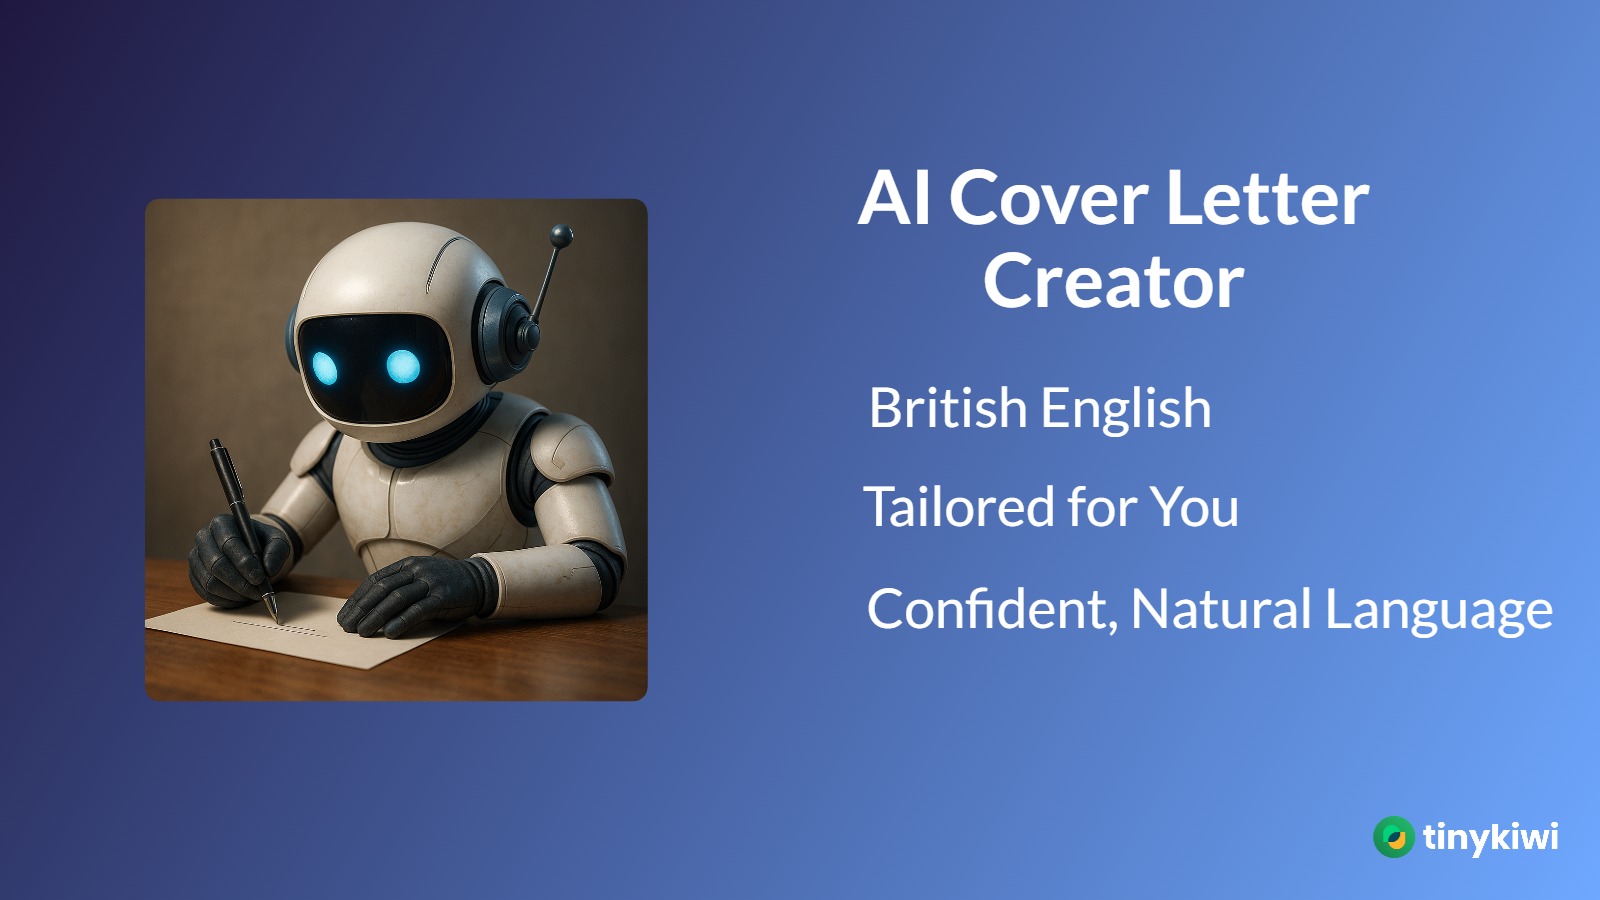 AI Cover Letter
Creator
British English
Tailored for You
Confident, Natural Language
tinykiwi